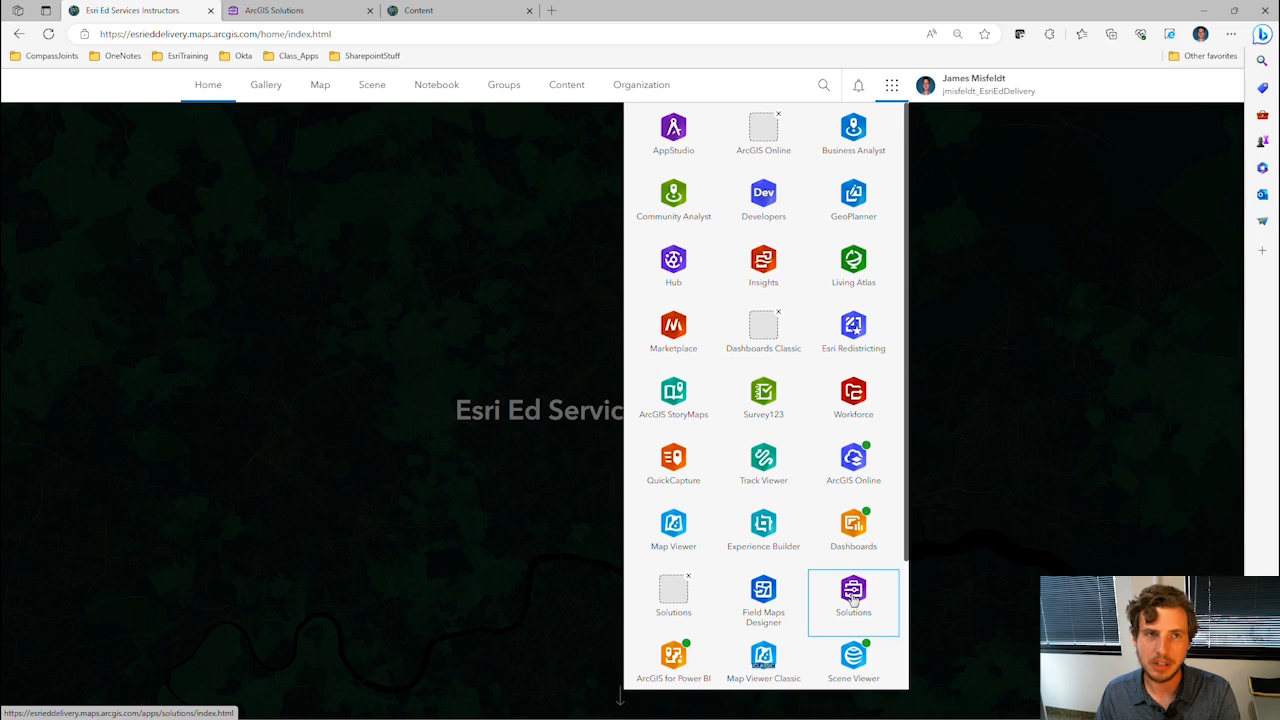 Esri Ed Services Instructors
ArcGIS Solutions
Content
https://esrieddelivery.maps.arcgis.com/home/index.html
CompassJoints
OneNotes
EsriTraining
Okta
Class_Apps
SharepointStuff
Other favorites
Home
Gallery
Map
Scene
Notebook
Groups
Content
Organization
James Misfeldt
jmisfeldt_EsriEdDelivery
AppStudio
ArcGIS Online
Business Analyst
Dev
Community Analyst
Developers
GeoPlanner
Hub
Insights
Living Atlas
Marketplace
Dashboards Classic
Esri Redistricting
Esri Ed Servic
ArcGIS StoryMaps
Survey123
Workforce
QuickCapture
Track Viewer
ArcGIS Online
Map Viewer
Experience Builder
Dashboards
Solutions
Field Maps
Designer
Solutions
CLASSIC
ArcGIS for Power BI
Map Viewer Classic
Scene Viewer
https://esrieddelivery.maps.arcgis.com/apps/solutions/index.html